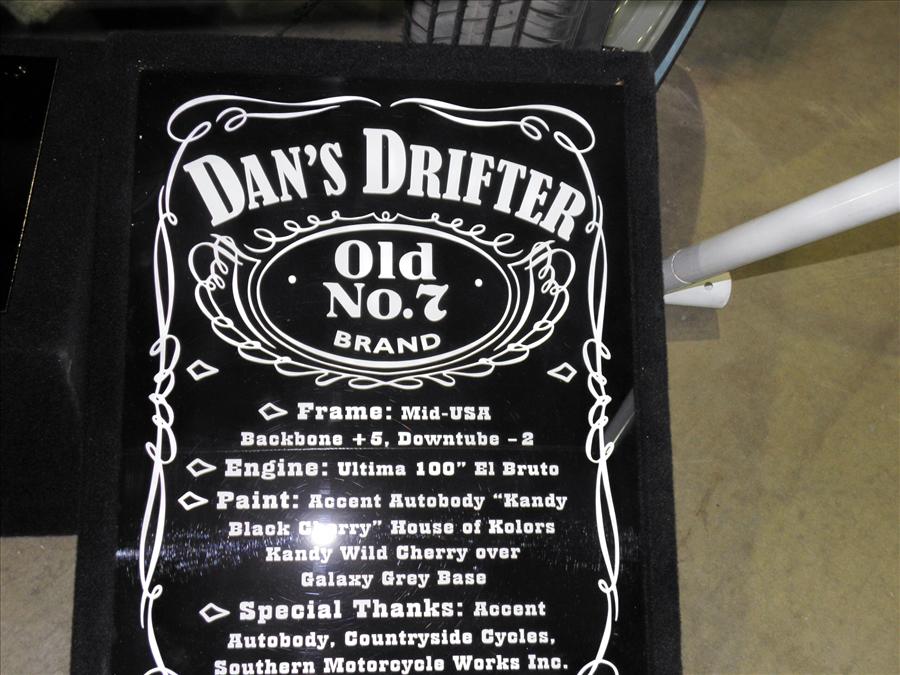 DAN'S DRIFTER
Old
No.7
BRAND
Frame: Mid-USA
Backbone +5, Downtube -2
Engine: Ultima 100" El Bruto
Paint: Accent Autobody "Kandy
Black Cherry" House of Kolors
Kandy Wild Cherry over
Galaxy Grey Base
Special Thanks: Accent
Autobody, Countryside Cycles,
Southern Motorcycle Works Inc.